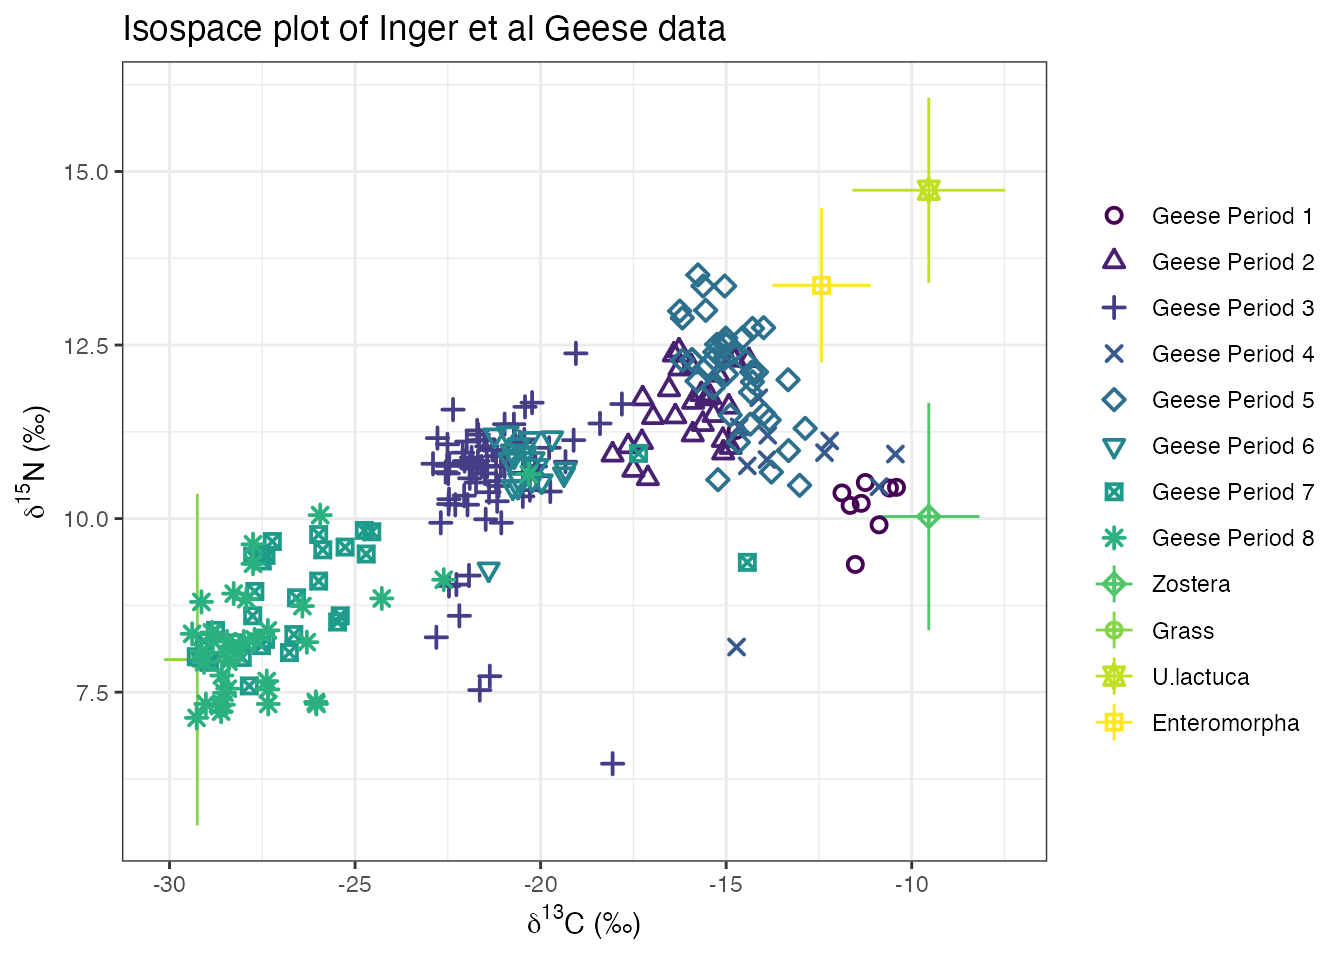 Isospace plot of Inger et al Geese data
δ15N (‰)
15.0
12.5
10.0
7.5
-30
-25
-20
-15
-10
δ13C (‰)
Geese Period 1
Geese Period 2
Geese Period 3
Geese Period 4
Geese Period 5
Geese Period 6
Geese Period 7
Geese Period 8
Zostera
Grass
U.lactuca
Enteromorpha